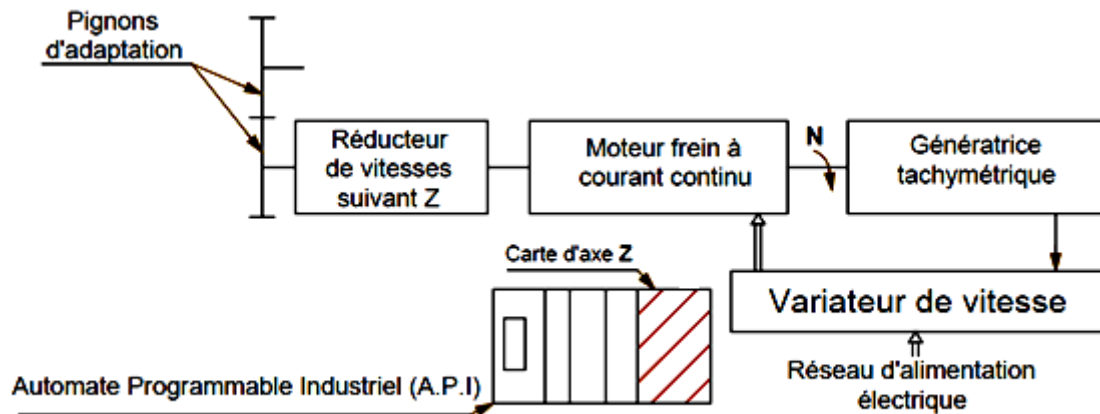 Pignons
d'adaptation
Réducteur
de vitesses
suivant Z
Moteur frein à
courant continu
N
Génératrice
tachymétrique
Carte d'axe Z
Variateur de vitesse
Automate Programmable Industriel (A.P.I)
Réseau d'alimentation
électrique